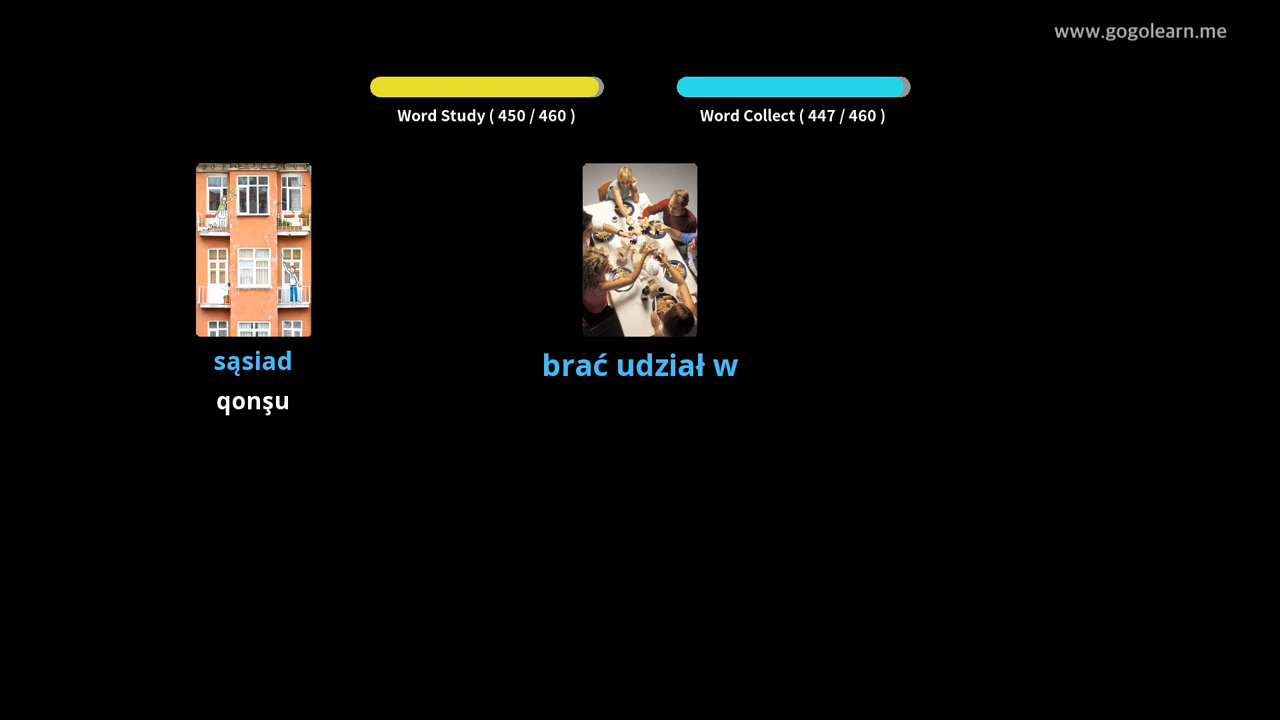 www.gogolearn.me
Word Study ( 450 / 460 )
Word Collect ( 447 / 460 )
sąsiad
qonşu
brać udział w